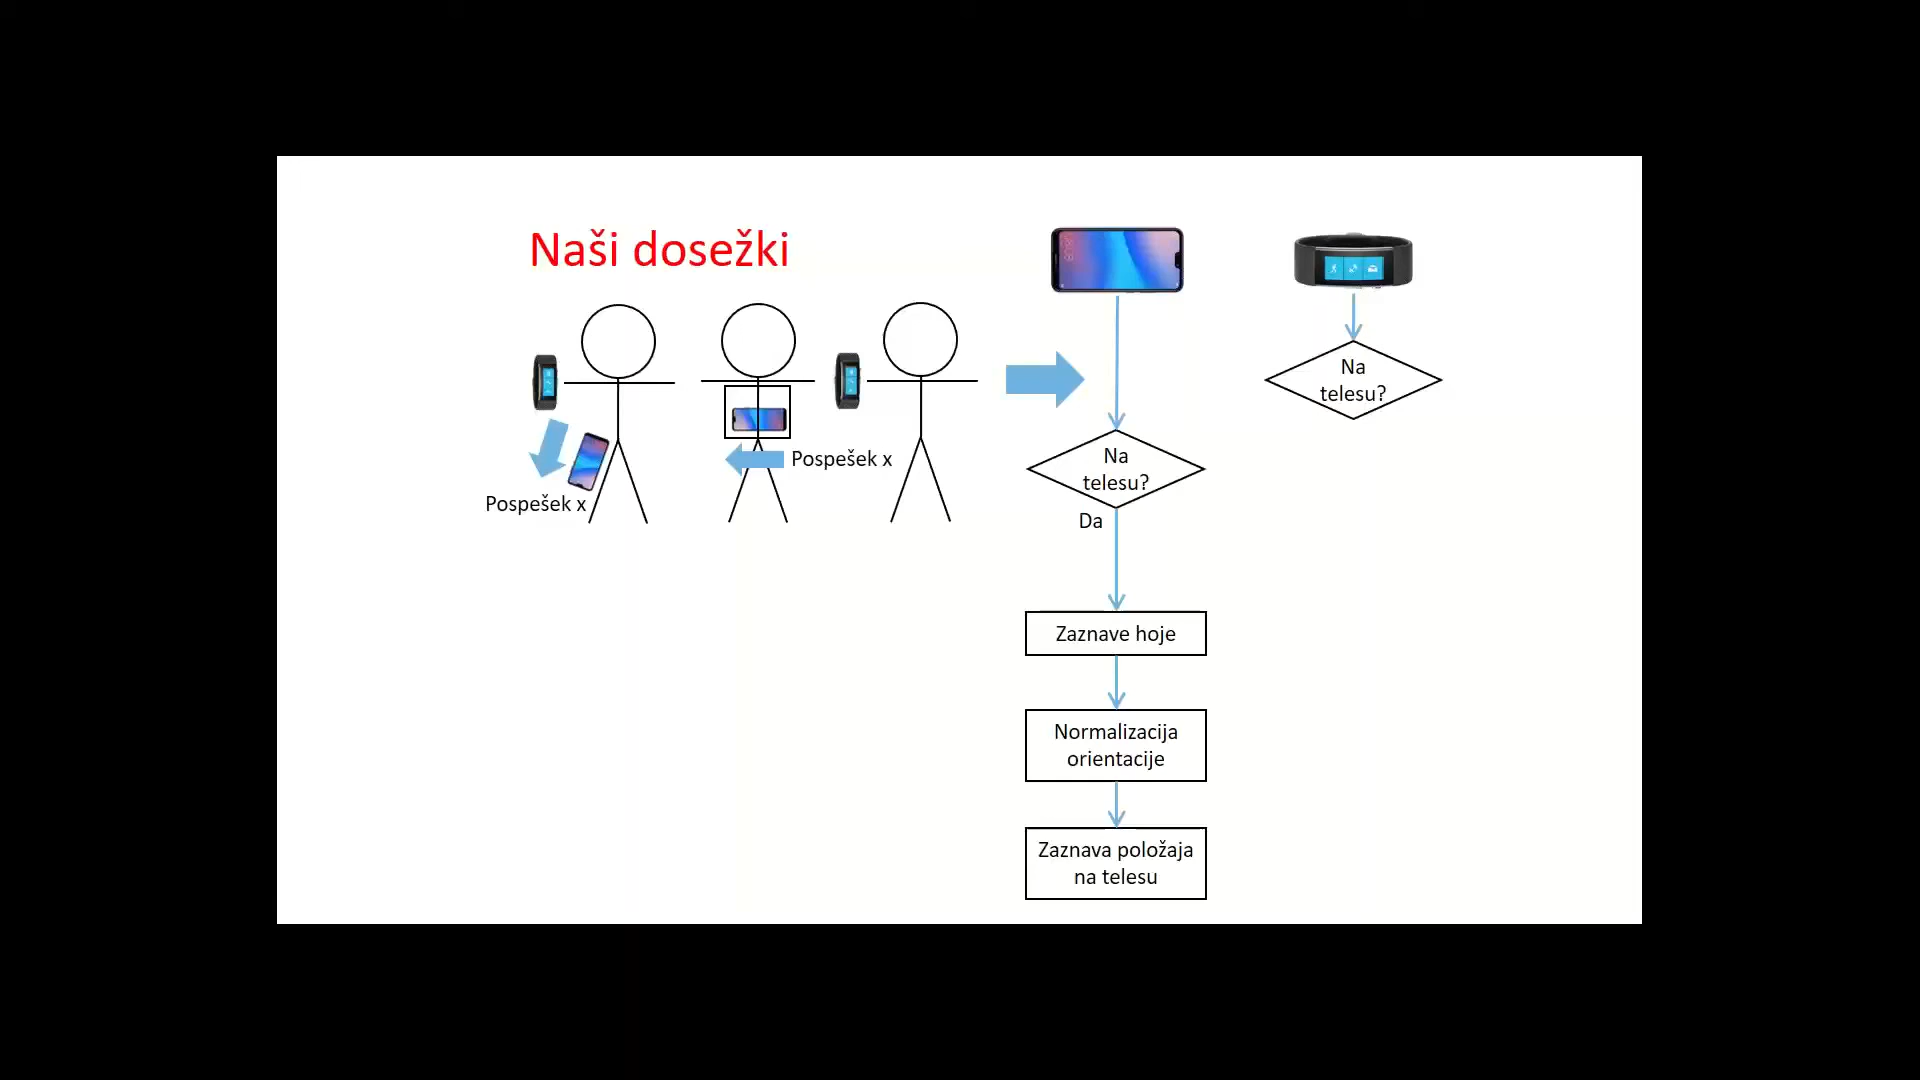 Naši dosežki
Pospešek x
Pospešek x
Na
telesu?
Da
Zaznave hoje
Normalizacija
orientacije
Zaznava položaja
na telesu
Na
telesu?